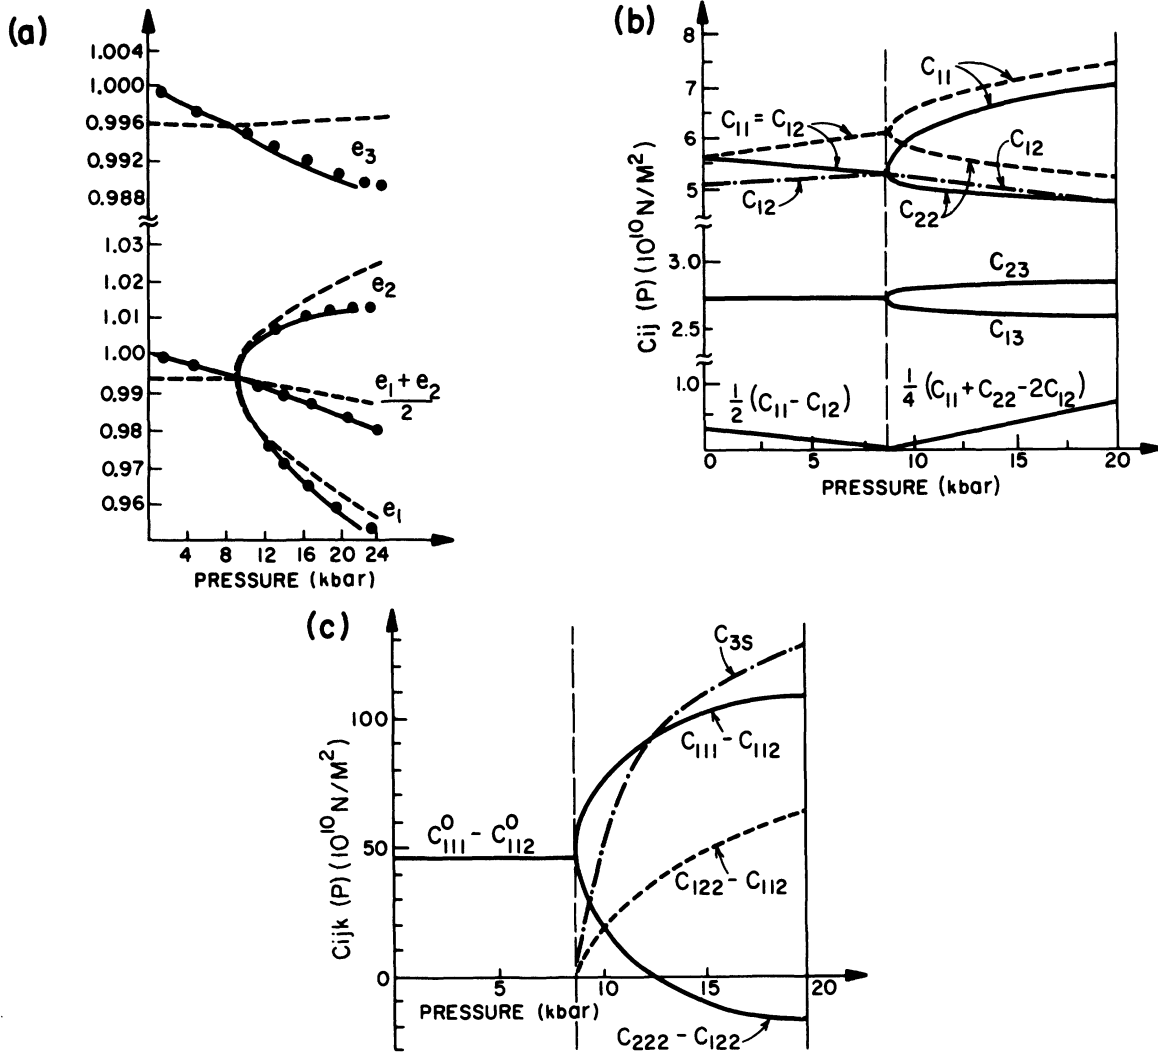 (a)
1.004
1.000
0.996
0.992
0.988
e3
1.03
1.02
1.01
1.00
0.99
0.98
0.97
0.96
e2
e1 + e2
2
e1
4 8 12 16 20 24
PRESSURE (kbar)
(b)
Cij (P) (10^10 N/M^2)
8
7
6
5
3.0
2.5
1.0
C11
C11 = C12
C12
C12
C22
C23
C13
1/2 (C11 - C12)
1/4 (C11 + C22 - 2C12)
0 5 10 15 20
PRESSURE (kbar)
(c)
Cijk (P) (10^10 N/M^2)
100
50
0
C3S
C111 - C112
C^0_111 - C^0_112
C122 - C112
5 10 15 20
PRESSURE (kbar)
C222 - C122